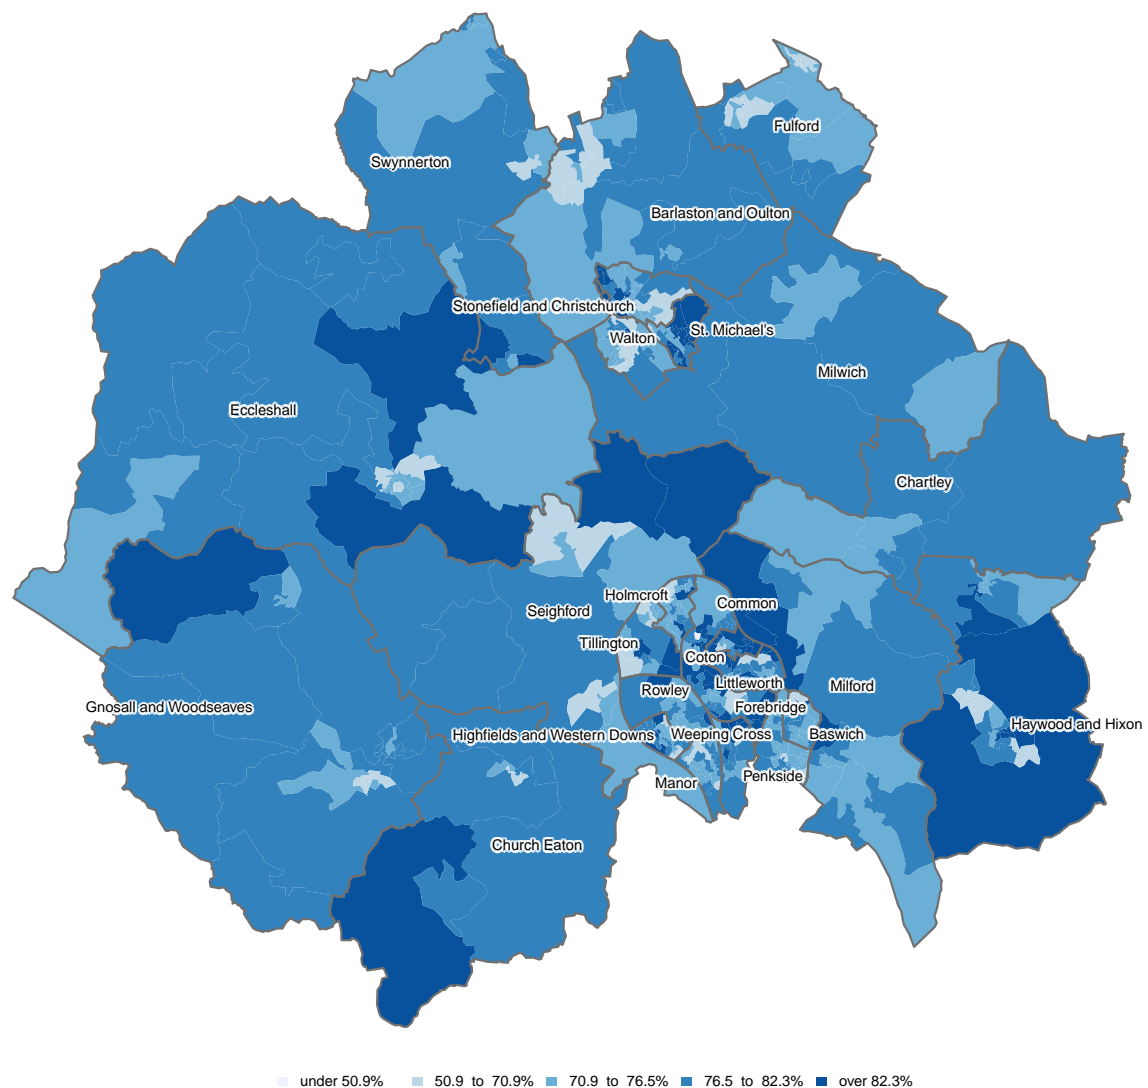 Fulford
Swynnerton
Barlaston and Oulton
Stonefield and Christchurch
St. Michael's
Walton
Milwich
Eccleshall
Chartley
Holmcroft
Common
Seighford
Tillington
Coton
Littleworth
Milford
Rowley
Gnosall and Woodseaves
Forebridge
Haywood and Hixon
Highfields and Western Downs
Weeping Cross
Baswich
Manor
Penkside
Church Eaton
under 50.9%
50.9 to 70.9%
70.9 to 76.5%
76.5 to 82.3%
over 82.3%